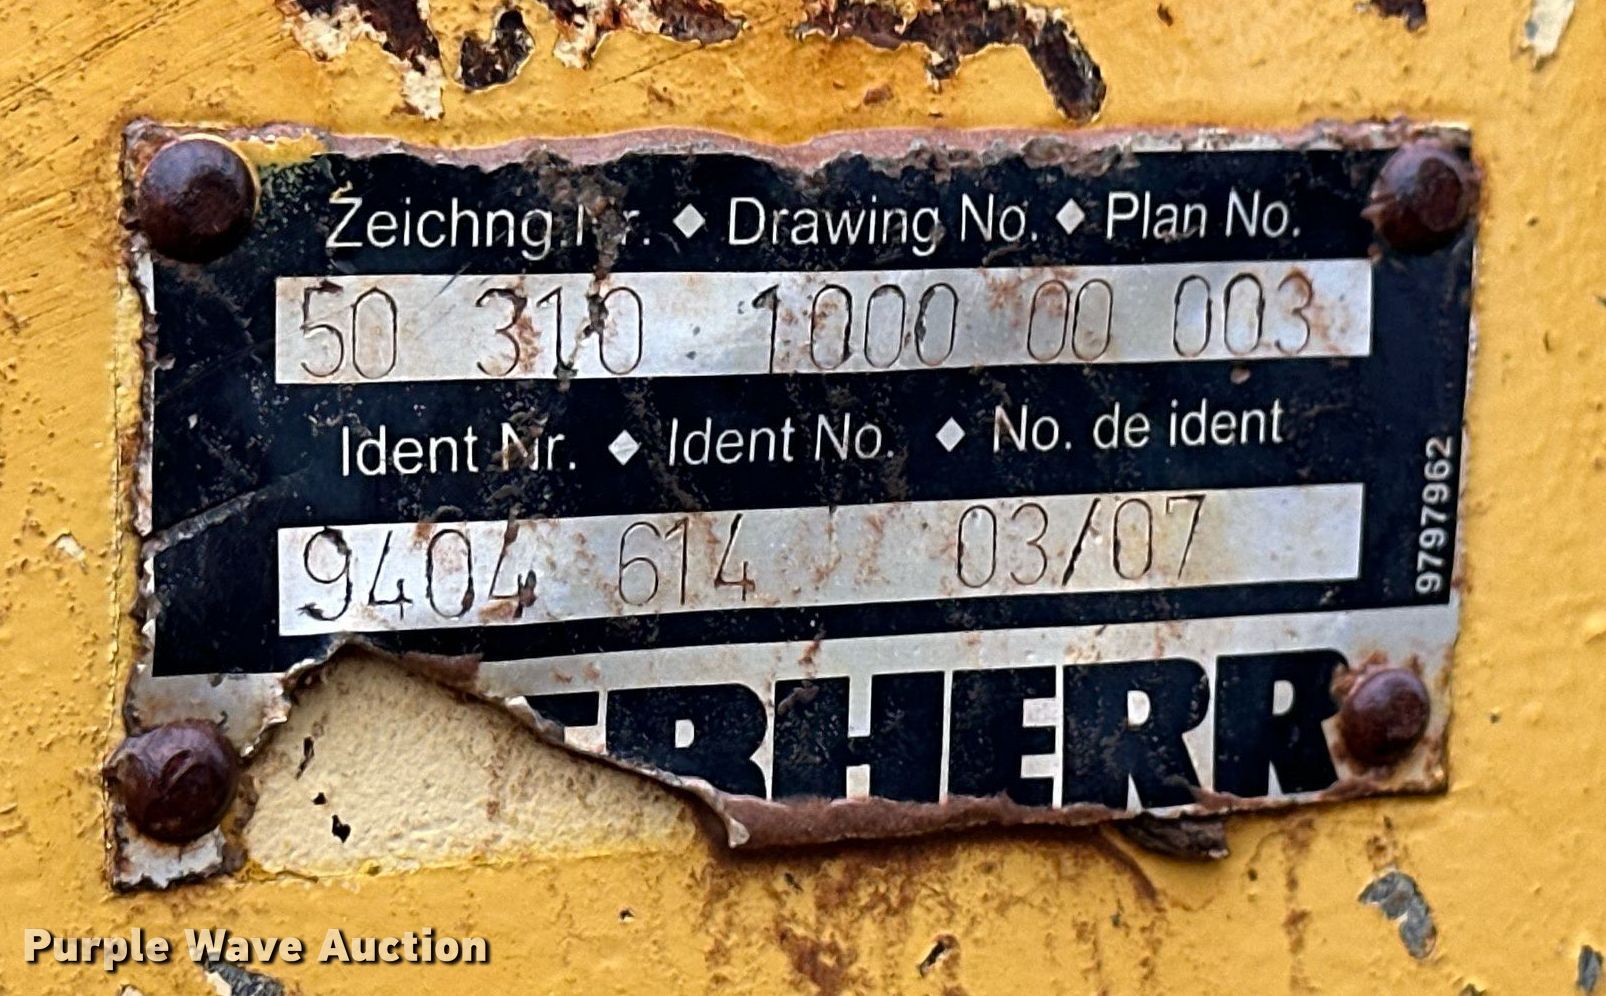 Zeichng.Nr. ◆ Drawing No. ◆ Plan No.
50 310 1000 00 003
Ident Nr. ◆ Ident No. ◆ No. de ident
9404 614 03/07
9797962
EBHERR
Purple Wave Auction